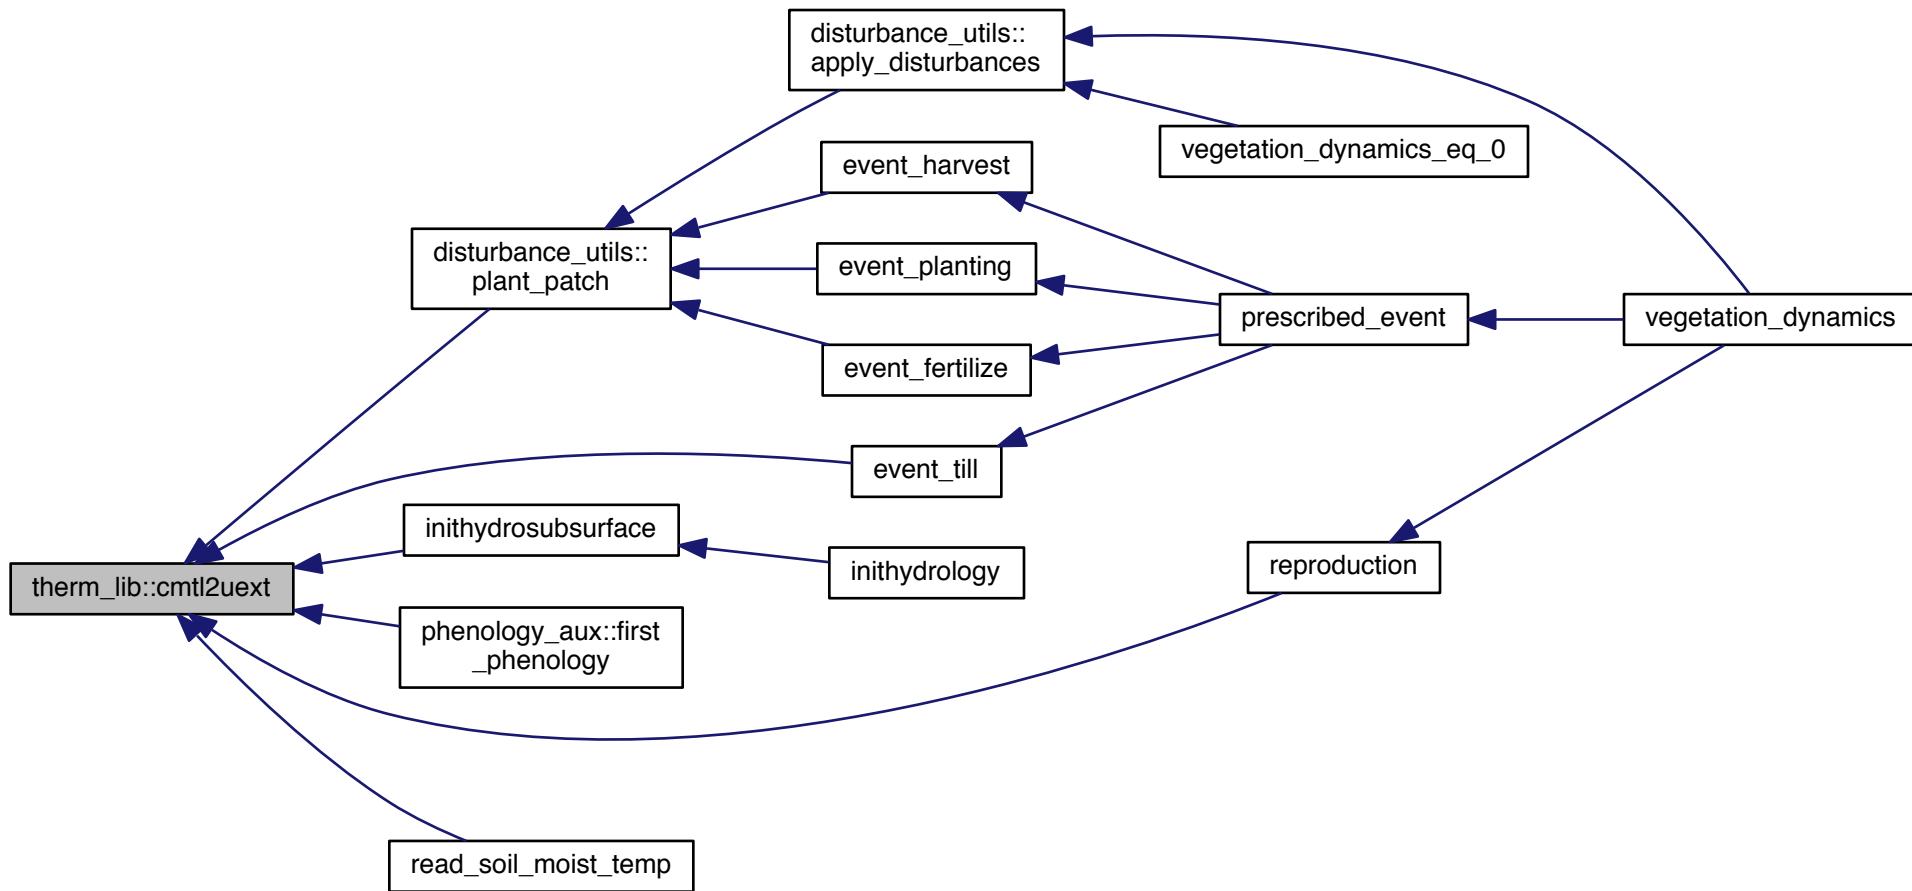 disturbance_utils::
apply_disturbances
vegetation_dynamics_eq_0
event_harvest
disturbance_utils::
plant_patch
event_planting
prescribed_event
vegetation_dynamics
event_fertilize
event_till
inithydrosubsurface
inithydrology
reproduction
therm_lib::cmtl2uext
phenology_aux::first
_phenology
read_soil_moist_temp